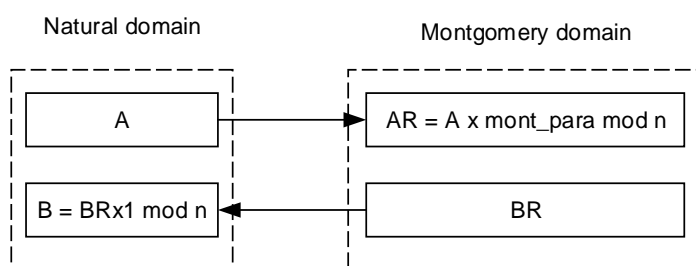 Natural domain
Montgomery domain
A
AR = A x mont_para mod n
B = BRx1 mod n
BR